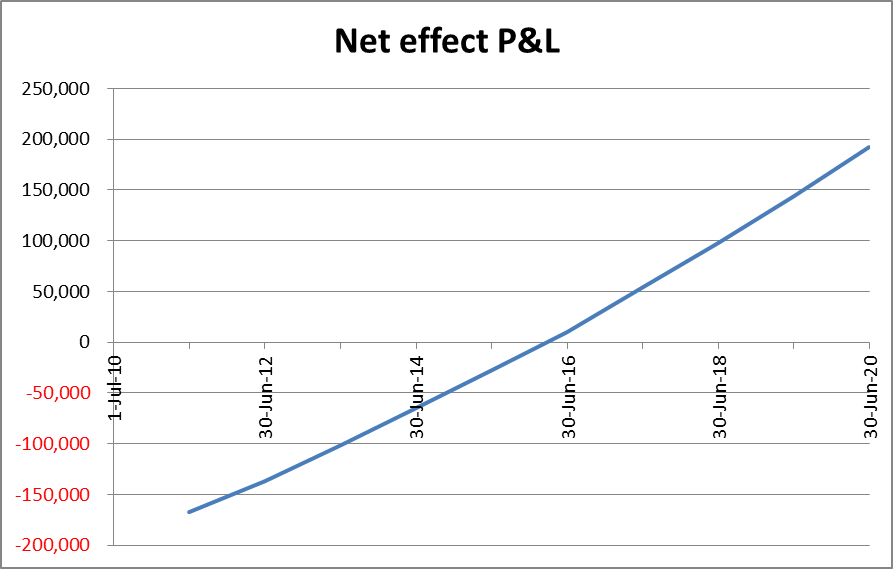 Net effect P&L
250,000
200,000
150,000
100,000
50,000
0
-50,000
-100,000
-150,000
-200,000
1-Jul-10
30-Jun-12
30-Jun-14
30-Jun-16
30-Jun-18
30-Jun-20